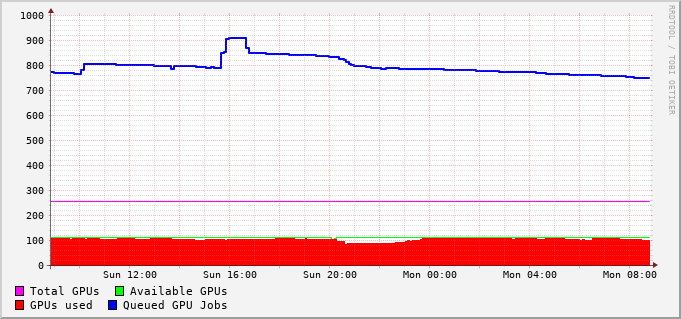 RRDTOOL / TOBI OETIKER
1000
900
800
700
600
500
400
300
200
100
0
Sun 12:00 Sun 16:00 Sun 20:00 Mon 00:00 Mon 04:00 Mon 08:00
Total GPUs Available GPUs
GPUs used Queued GPU Jobs